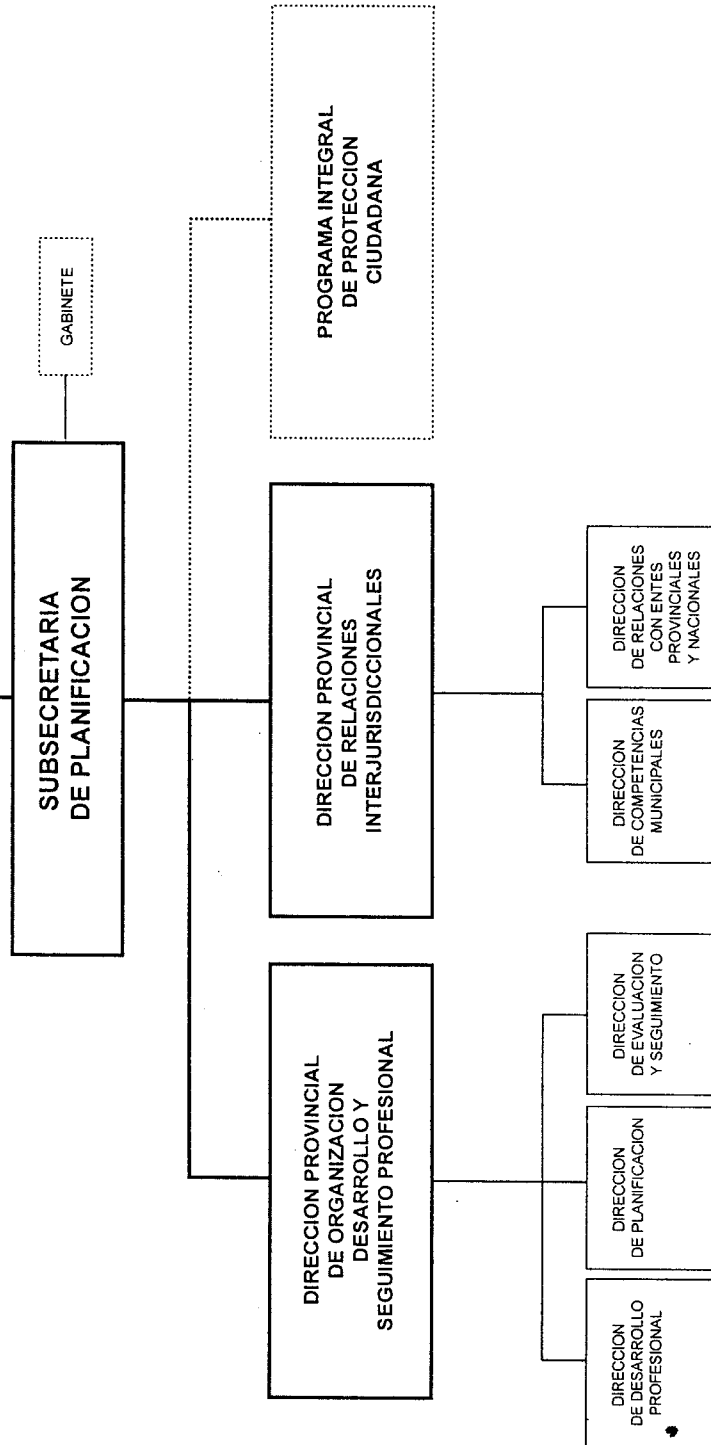 SUBSECRETARIA
DE PLANIFICACION
GABINETE
DIRECCION PROVINCIAL
DE ORGANIZACION
DESARROLLO Y
SEGUIMIENTO PROFESIONAL
DIRECCION PROVINCIAL
DE RELACIONES
INTERJURISDICCIONALES
PROGRAMA INTEGRAL
DE PROTECCION
CIUDADANA
DIRECCION
DE DESARROLLO
PROFESIONAL
DIRECCION
DE PLANIFICACION
DIRECCION
DE EVALUACION
Y SEGUIMIENTO
DIRECCION
DE COMPETENCIAS
MUNICIPALES
DIRECCION
DE RELACIONES
CON ENTES
PROVINCIALES
Y NACIONALES